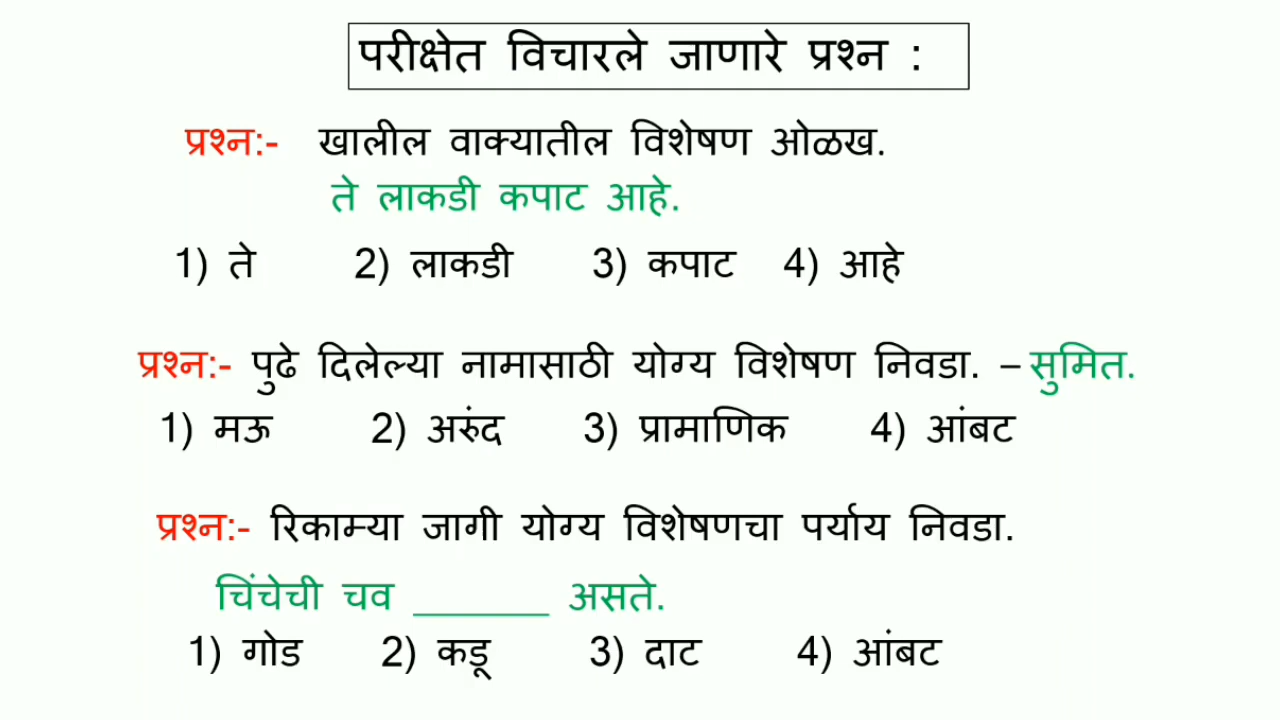 परीक्षेत विचारले जाणारे प्रश्न :
प्रश्न:- खालील वाक्यातील विशेषण ओळख.
ते लाकडी कपाट आहे.
1) ते 2) लाकडी 3) कपाट 4) आहे
प्रश्न:- पुढे दिलेल्या नामासाठी योग्य विशेषण निवडा. – सुमित.
1) मऊ 2) अरुंद 3) प्रामाणिक 4) आंबट
प्रश्न:- रिकाम्या जागी योग्य विशेषणचा पर्याय निवडा.
चिंचेची चव ______ असते.
1) गोड 2) कडू 3) दाट 4) आंबट